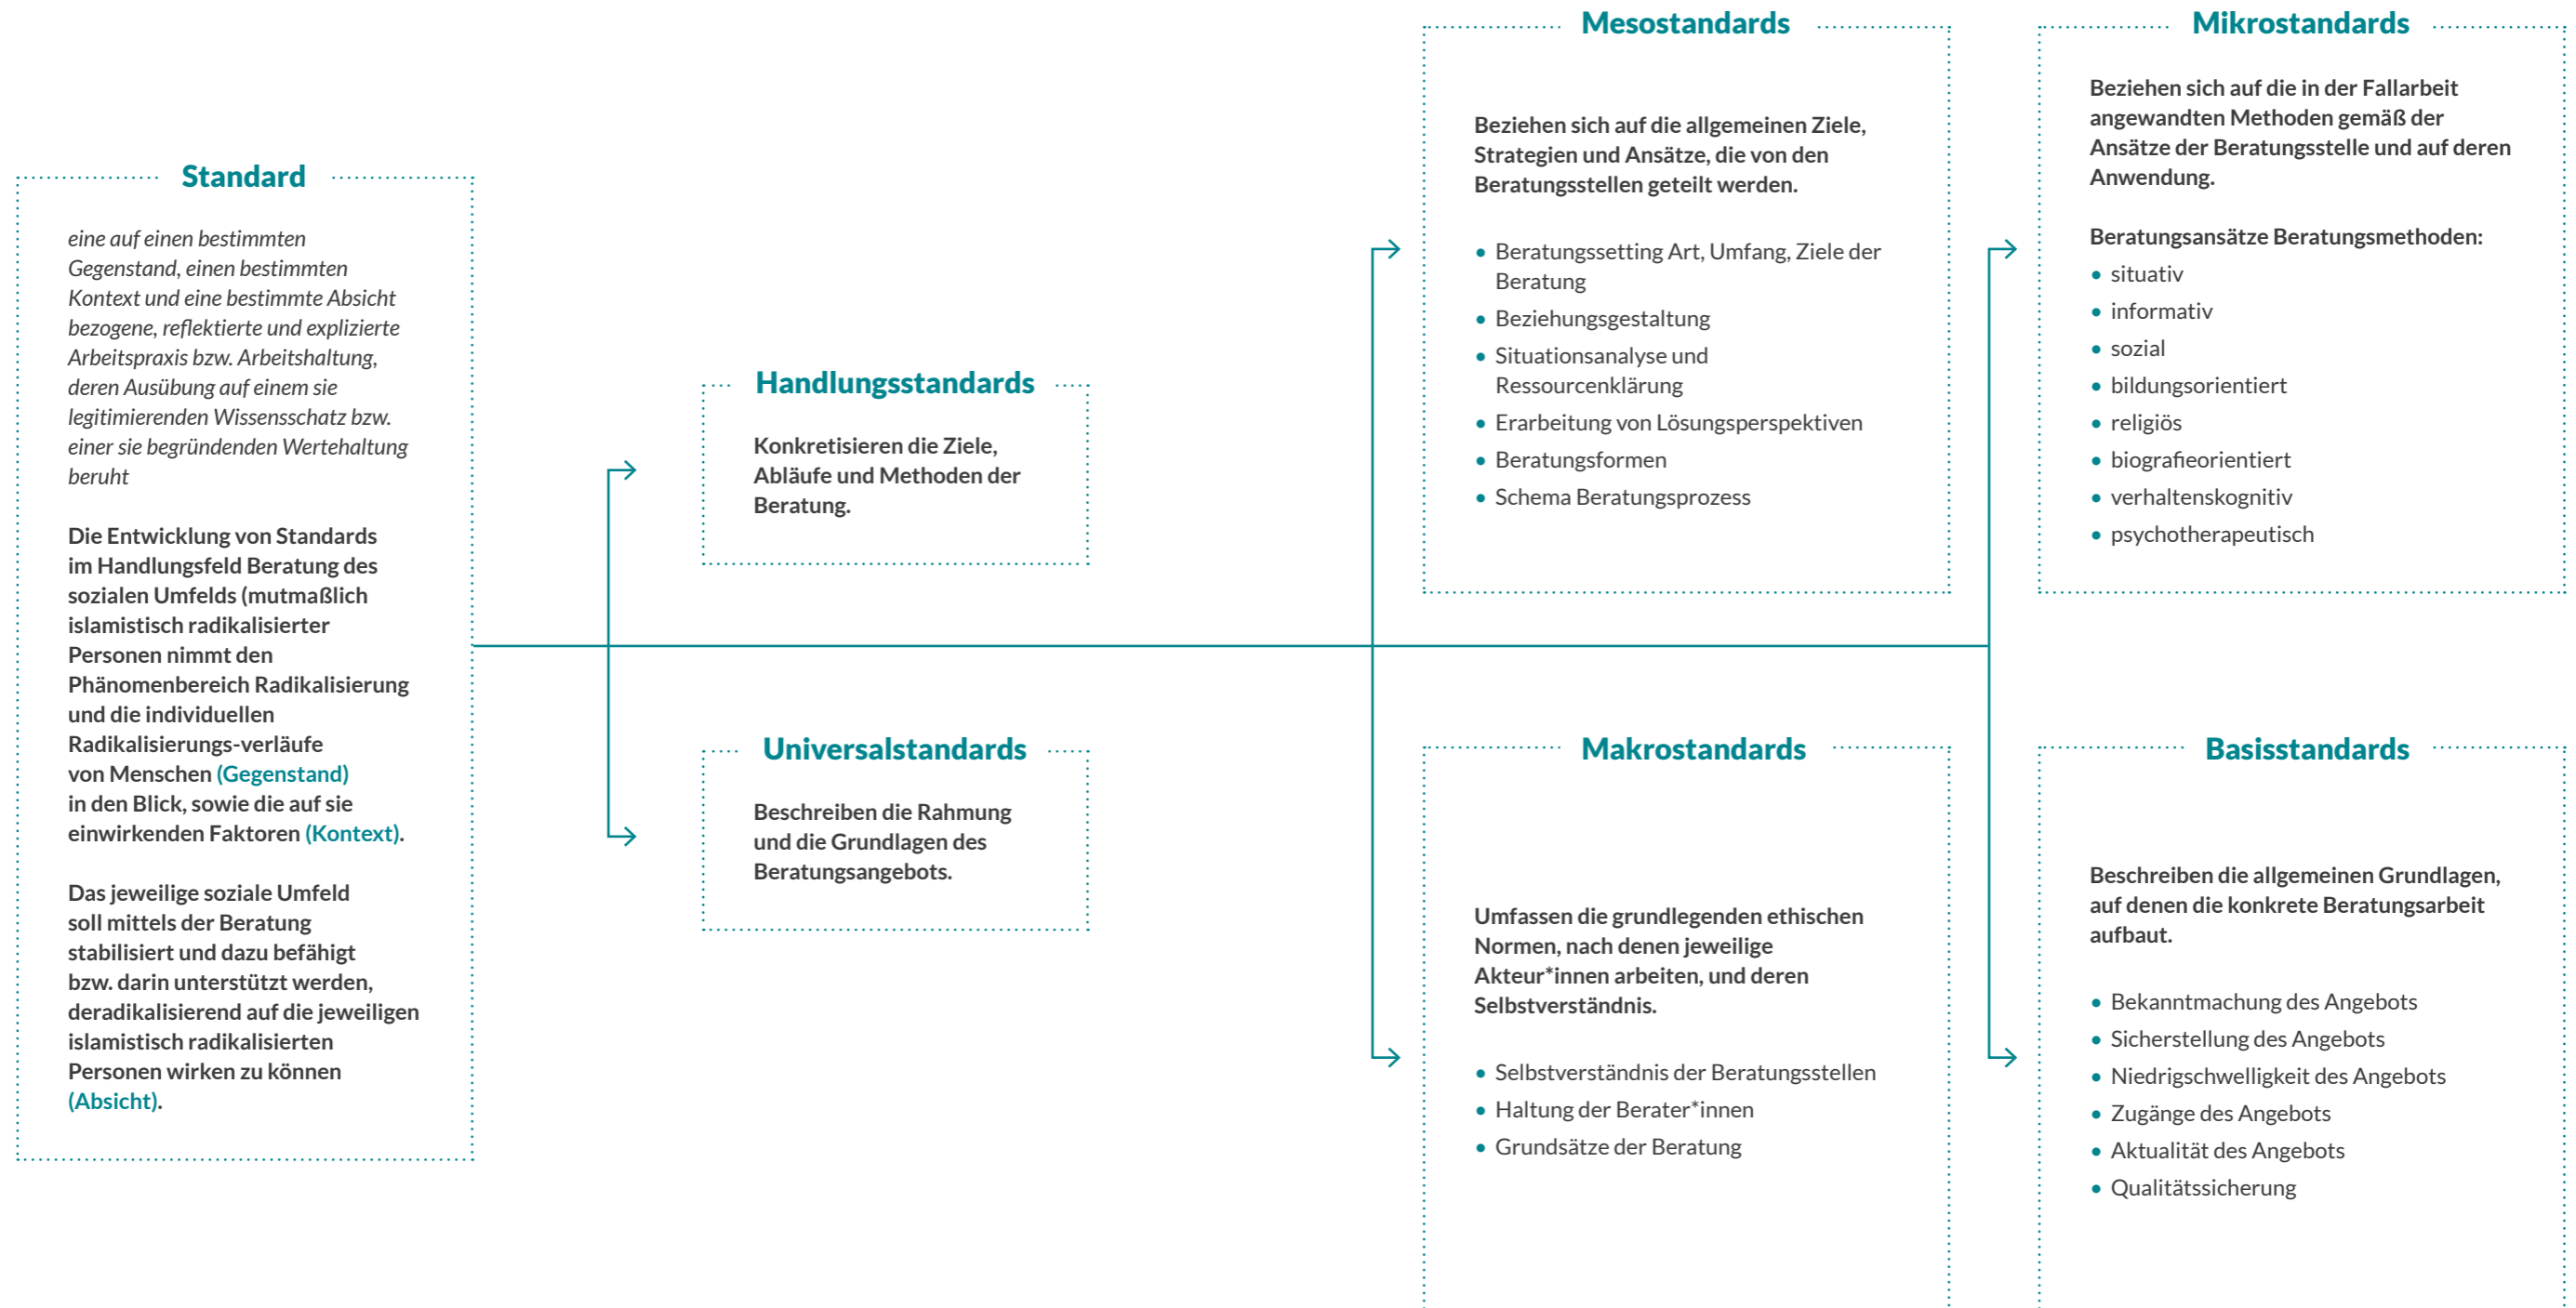 Standard
eine auf einen bestimmten
Gegenstand, einen bestimmten
Kontext und eine bestimmte Absicht
bezogene, reflektierte und explizierte
Arbeitspraxis bzw. Arbeitshaltung,
deren Ausübung auf einem sie
legitimierenden Wissensschatz bzw.
einer sie begründenden Wertehaltung
beruht
Die Entwicklung von Standards
im Handlungsfeld Beratung des
sozialen Umfelds (mutmaßlich
islamistisch radikalisierter
Personen nimmt den
Phänomenbereich Radikalisierung
und die individuellen
Radikalisierungs-verläufe
von Menschen (Gegenstand)
in den Blick, sowie die auf sie
einwirkenden Faktoren (Kontext).
Das jeweilige soziale Umfeld
soll mittels der Beratung
stabilisiert und dazu befähigt
bzw. darin unterstützt werden,
deradikalisierend auf die jeweiligen
islamistisch radikalisierten
Personen wirken zu können
(Absicht).
Handlungsstandards
Konkretisieren die Ziele,
Abläufe und Methoden der
Beratung.
Universalstandards
Beschreiben die Rahmung
und die Grundlagen des
Beratungsangebots.
Mesostandards
Beziehen sich auf die allgemeinen Ziele,
Strategien und Ansätze, die von den
Beratungsstellen geteilt werden.
• Beratungssetting Art, Umfang, Ziele der
Beratung
• Beziehungsgestaltung
• Situationsanalyse und
Ressourcenklärung
• Erarbeitung von Lösungsperspektiven
• Beratungsformen
• Schema Beratungsprozess
Makrostandards
Umfassen die grundlegenden ethischen
Normen, nach denen jeweilige
Akteur*innen arbeiten, und deren
Selbstverständnis.
• Selbstverständnis der Beratungsstellen
• Haltung der Berater*innen
• Grundsätze der Beratung
Mikrostandards
Beziehen sich auf die in der Fallarbeit
angewandten Methoden gemäß der
Ansätze der Beratungsstelle und auf deren
Anwendung.
Beratungsansätze Beratungsmethoden:
• situativ
• informativ
• sozial
• bildungsorientiert
• religiös
• biografieorientiert
• verhaltenskognitiv
• psychotherapeutisch
Basisstandards
Beschreiben die allgemeinen Grundlagen,
auf denen die konkrete Beratungsarbeit
aufbaut.
• Bekanntmachung des Angebots
• Sicherstellung des Angebots
• Niedrigschwelligkeit des Angebots
• Zugänge des Angebots
• Aktualität des Angebots
• Qualitätssicherung